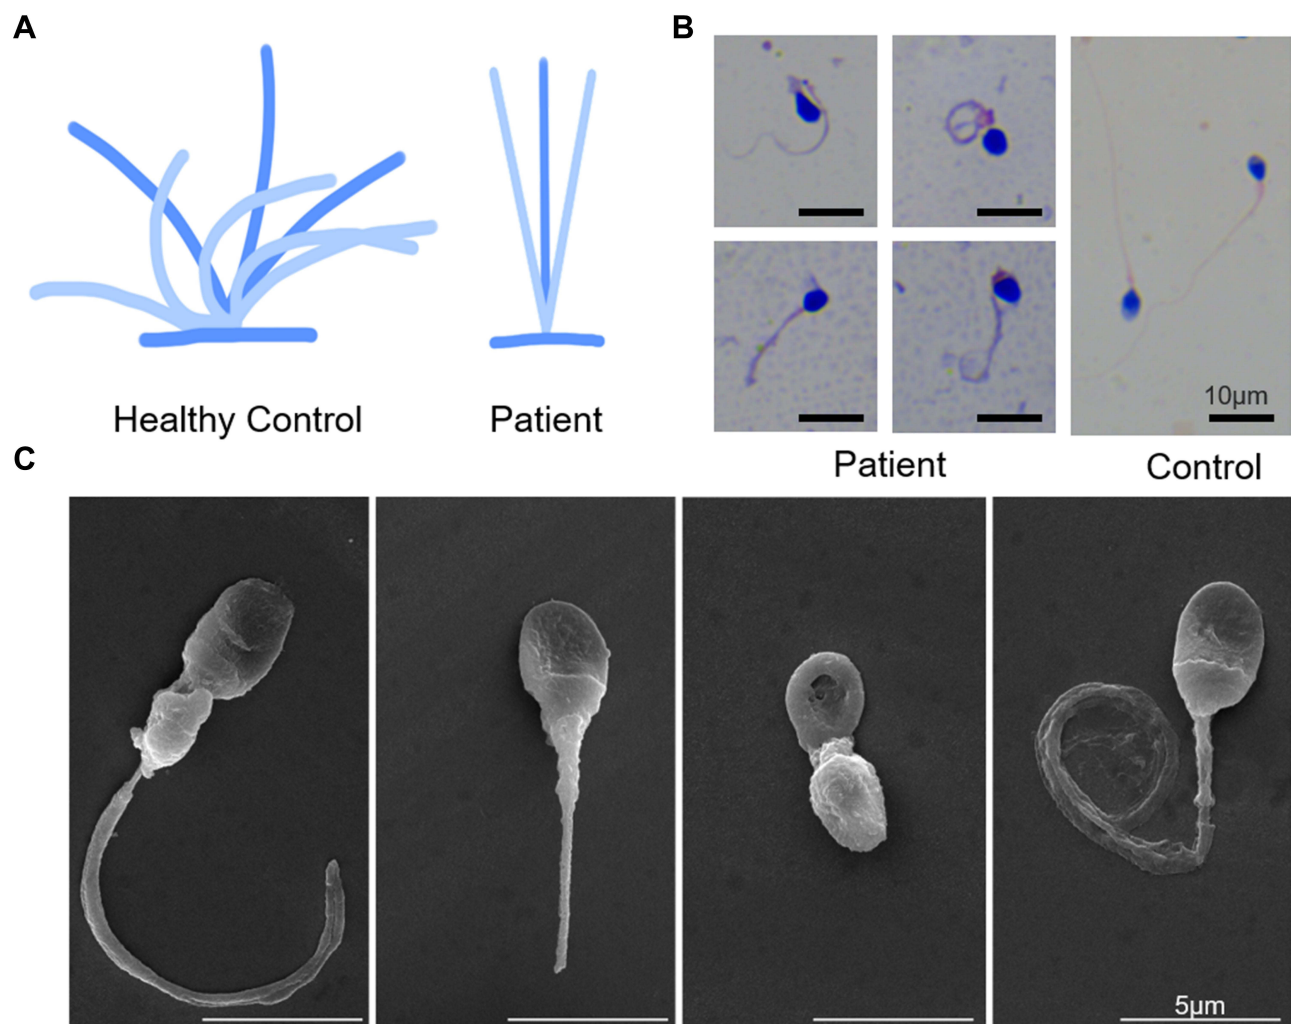 A
B
Healthy Control
Patient
10µm
Patient
Control
C
5µm